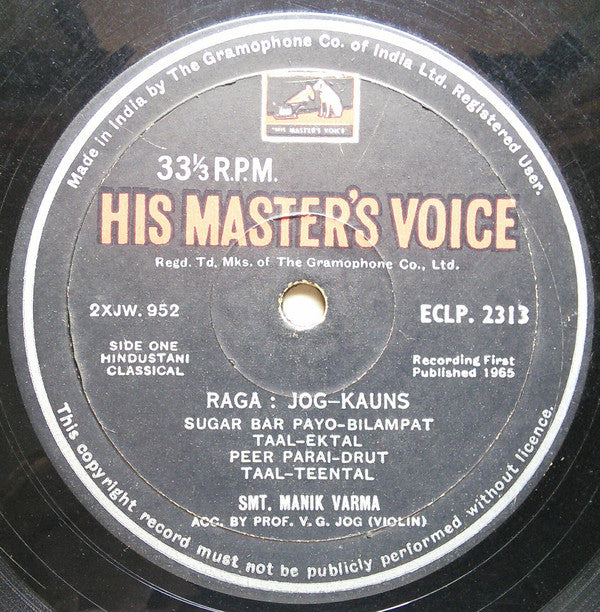 Made in India by The Gramophone Co. of India Ltd. Registered User.
"HIS MASTER'S VOICE"
33⅓ R.P.M.
HIS MASTER'S VOICE
Regd. Td. Mks. of The Gramophone Co., Ltd.
2XJW. 952
ECLP. 2313
SIDE ONE
HINDUSTANI
CLASSICAL
Recording First
Published 1965
RAGA : JOG-KAUNS
SUGAR BAR PAYO-BILAMPAT
TAAL-EKTAL
PEER PARAI-DRUT
TAAL-TEENTAL
SMT. MANIK VARMA
ACC. BY PROF. V. G. JOG (VIOLIN)
This copyright record must not be publicly performed without licence.